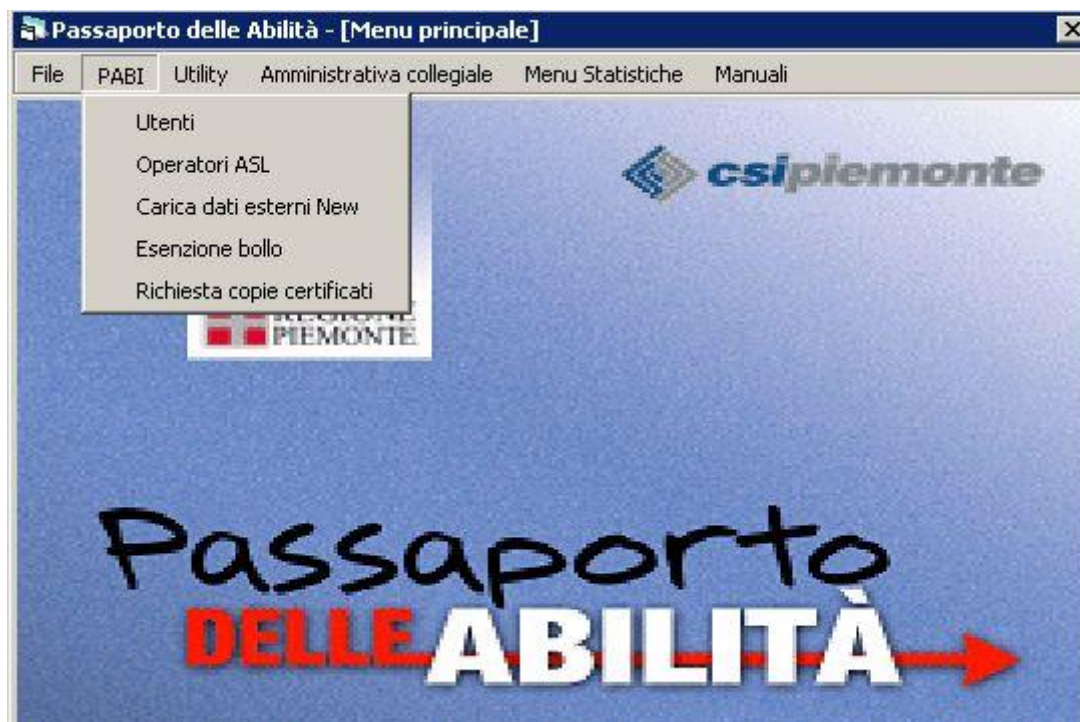 Passaporto delle Abilità - [Menu principale]
File PABI Utility Amministrativa collegiale Menu Statistiche Manuali
Utenti
Operatori ASL
Carica dati esterni New
Esenzione bollo
Richiesta copie certificati
csipiemonte
REGIONE
PIEMONTE
Passaporto
DELLE ABILITÀ